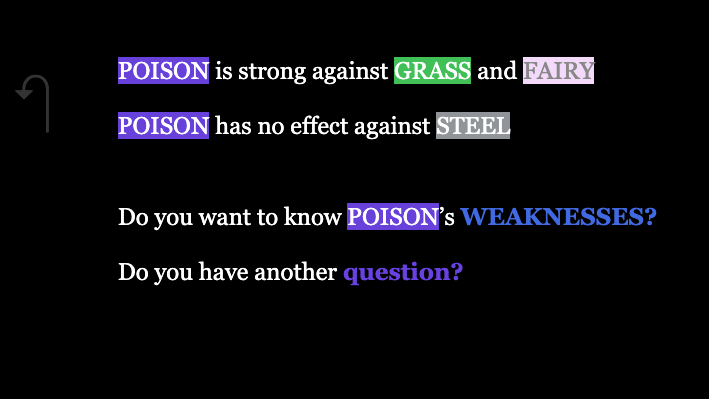 POISON is strong against GRASS and FAIRY
POISON has no effect against STEEL
Do you want to know POISON’s WEAKNESSES?
Do you have another question?